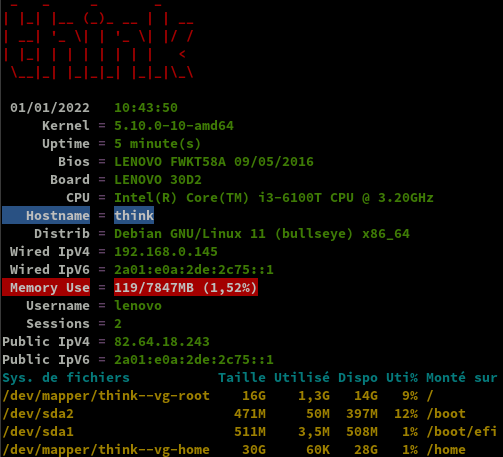 think
01/01/2022 10:43:50
Kernel = 5.10.0-10-amd64
Uptime = 5 minute(s)
Bios = LENOVO FWKT58A 09/05/2016
Board = LENOVO 30D2
CPU = Intel(R) Core(TM) i3-6100T CPU @ 3.20GHz
Hostname = think
Distrib = Debian GNU/Linux 11 (bullseye) x86_64
Wired IpV4 = 192.168.0.145
Wired IpV6 = 2a01:e0a:2de:2c75::1
Memory Use = 119/7847MB (1,52%)
Username = lenovo
Sessions = 2
Public IpV4 = 82.64.18.243
Public IpV6 = 2a01:e0a:2de:2c75::1
Sys. de fichiers Taille Utilisé Dispo Uti% Monté sur
/dev/mapper/think--vg-root 16G 1,3G 14G 9% /
/dev/sda2 471M 50M 397M 12% /boot
/dev/sda1 511M 3,5M 508M 1% /boot/efi
/dev/mapper/think--vg-home 30G 60K 28G 1% /home